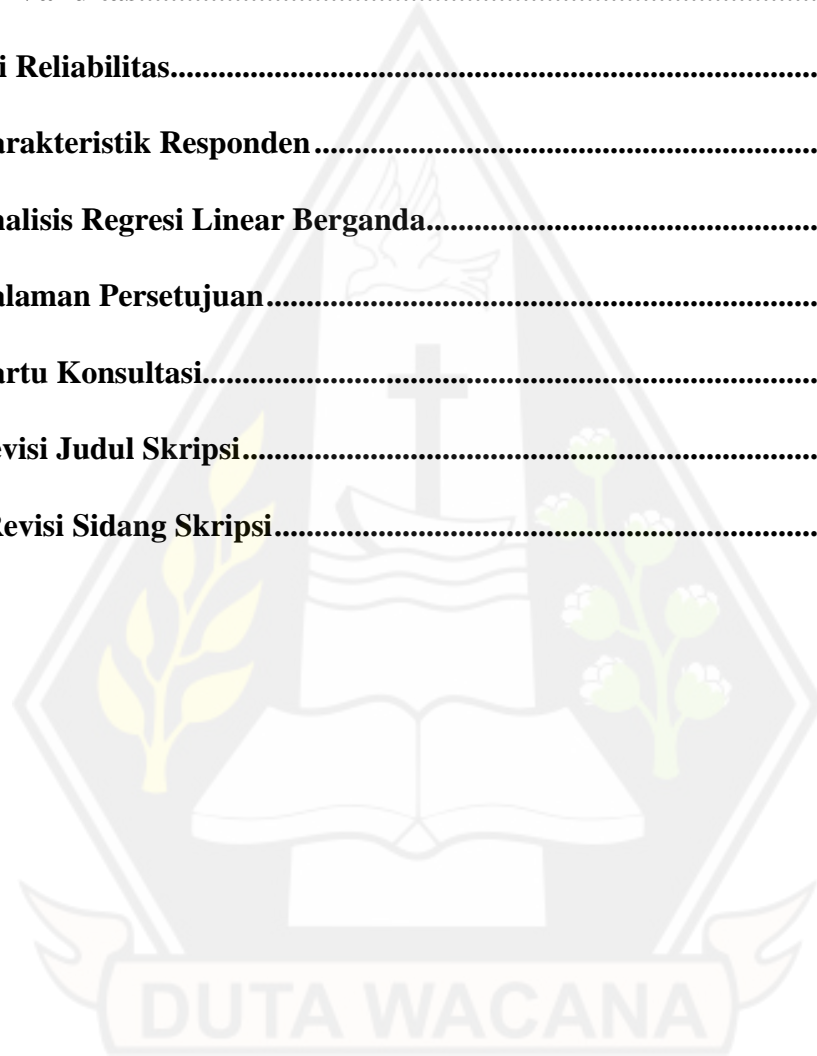 i Reliabilitas
arakteristik Responden
nalisis Regresi Linear Berganda
alaman Persetujuan
artu Konsultasi
evisi Judul Skripsi
Revisi Sidang Skripsi
DUTA WACANA